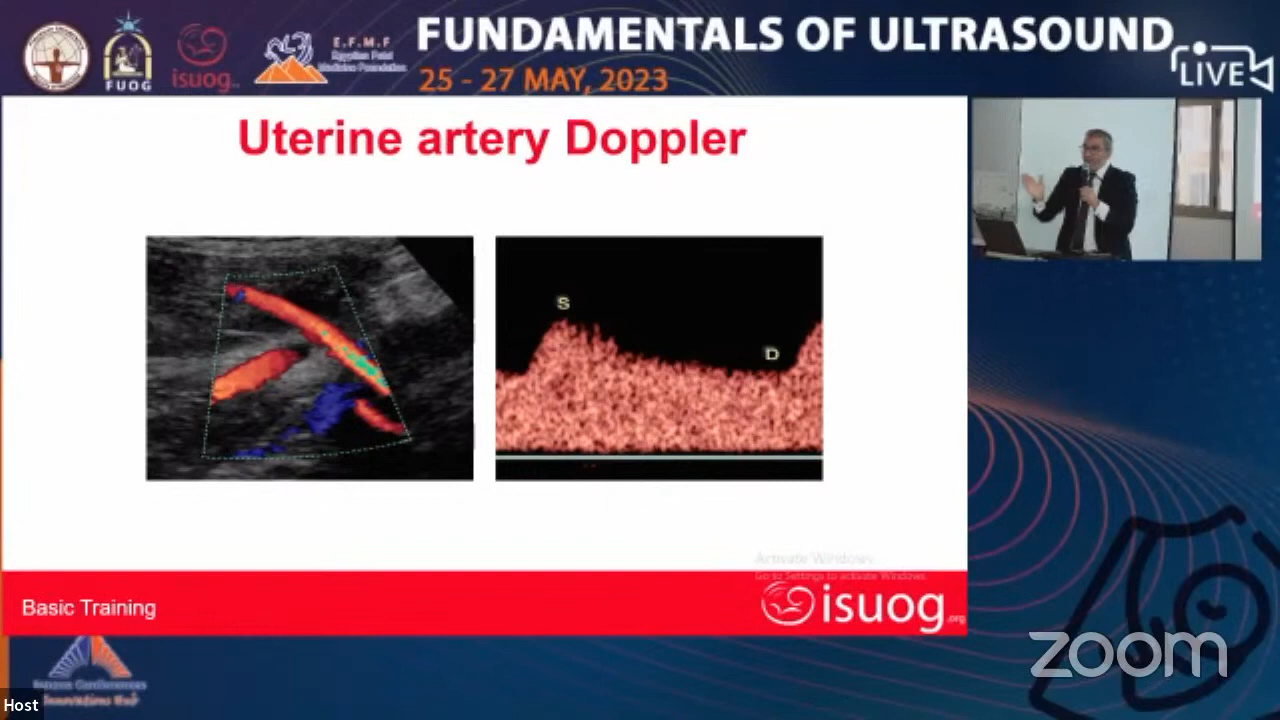 FUNDAMENTALS OF ULTRASOUND
25 - 27 MAY, 2023
LIVE
FUOG
isuog
E.F.M.F
Egyptian Fetal
Medicine Foundation
Uterine artery Doppler
S
D
Activate Windows
Go to Settings to activate Windows.
Basic Training
isuog.org
zoom
Host